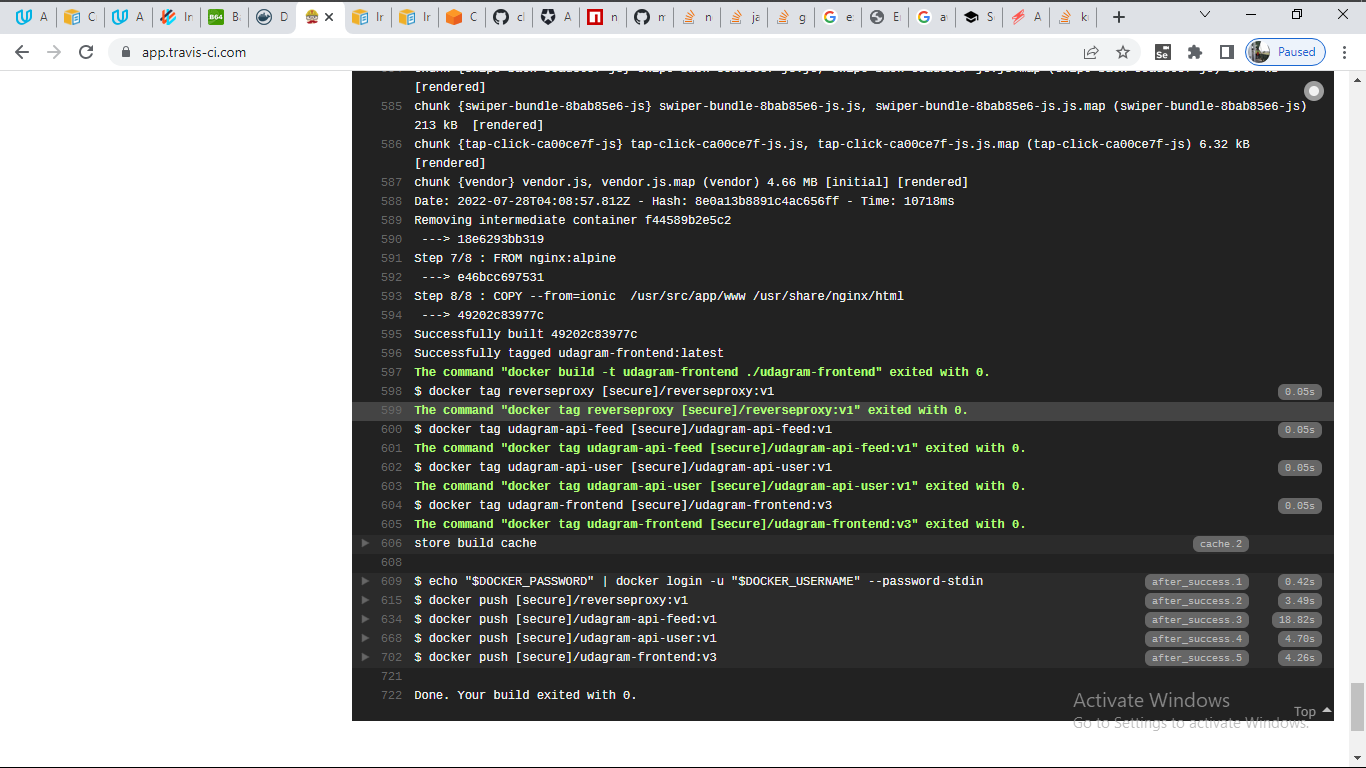 A
C
A
In
C
Ba
D
In
In
C
cl
A
n
m
n
ja
g
e
En
a
S
A
k
app.travis-ci.com
Se
Paused
[rendered]
585 chunk {swiper-bundle-8bab85e6-js} swiper-bundle-8bab85e6-js.js, swiper-bundle-8bab85e6-js.js.map (swiper-bundle-8bab85e6-js)
213 kB [rendered]
586 chunk {tap-click-ca00ce7f-js} tap-click-ca00ce7f-js.js, tap-click-ca00ce7f-js.js.map (tap-click-ca00ce7f-js) 6.32 kB
[rendered]
587 chunk {vendor} vendor.js, vendor.js.map (vendor) 4.66 MB [initial] [rendered]
588 Date: 2022-07-28T04:08:57.812Z - Hash: 8e0a13b8891c4ac656ff - Time: 10718ms
589 Removing intermediate container f44589b2e5c2
590 ---> 18e6293bb319
591 Step 7/8 : FROM nginx:alpine
592 ---> e46bcc697531
593 Step 8/8 : COPY --from=ionic /usr/src/app/www /usr/share/nginx/html
594 ---> 49202c83977c
595 Successfully built 49202c83977c
596 Successfully tagged udagram-frontend:latest
597 The command "docker build -t udagram-frontend ./udagram-frontend" exited with 0.
598 $ docker tag reverseproxy [secure]/reverseproxy:v1 0.05s
599 The command "docker tag reverseproxy [secure]/reverseproxy:v1" exited with 0.
600 $ docker tag udagram-api-feed [secure]/udagram-api-feed:v1 0.05s
601 The command "docker tag udagram-api-feed [secure]/udagram-api-feed:v1" exited with 0.
602 $ docker tag udagram-api-user [secure]/udagram-api-user:v1 0.05s
603 The command "docker tag udagram-api-user [secure]/udagram-api-user:v1" exited with 0.
604 $ docker tag udagram-frontend [secure]/udagram-frontend:v3 0.05s
605 The command "docker tag udagram-frontend [secure]/udagram-frontend:v3" exited with 0.
606 store build cache cache.2
608
609 $ echo "$DOCKER_PASSWORD" | docker login -u "$DOCKER_USERNAME" --password-stdin after_success.1 0.42s
615 $ docker push [secure]/reverseproxy:v1 after_success.2 3.49s
634 $ docker push [secure]/udagram-api-feed:v1 after_success.3 18.82s
668 $ docker push [secure]/udagram-api-user:v1 after_success.4 4.70s
702 $ docker push [secure]/udagram-frontend:v3 after_success.5 4.26s
721
722 Done. Your build exited with 0.
Activate Windows
Top
Go to Settings to activate Windows.